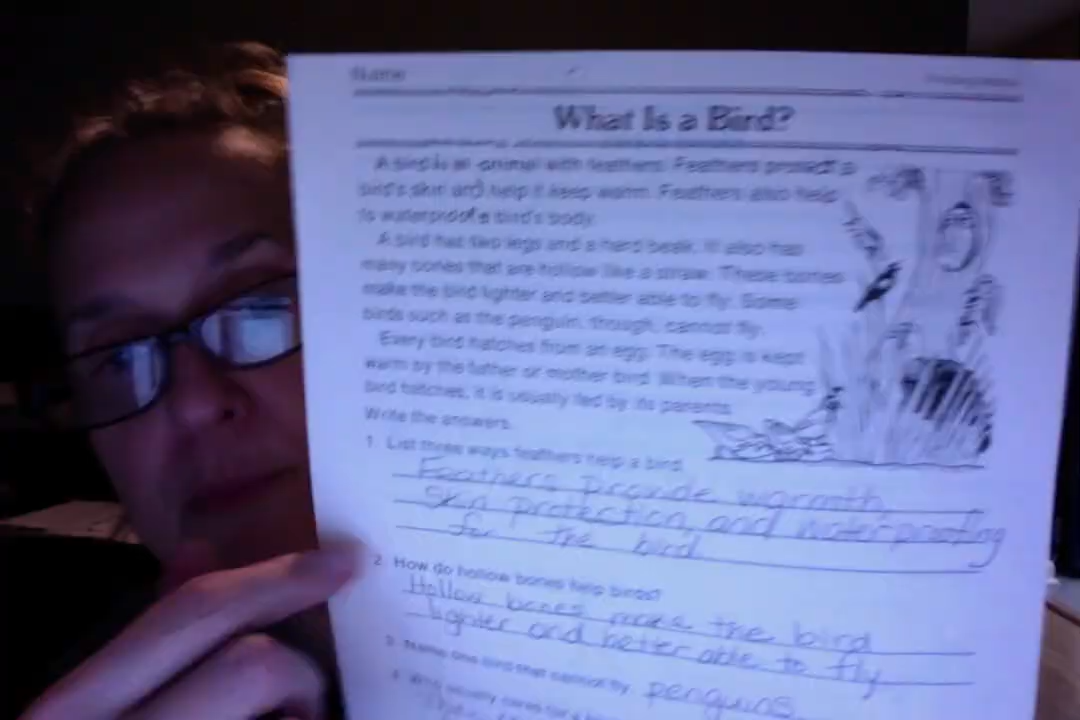 Name
What Is a Bird?
A bird is an animal with feathers. Feathers protect a
bird's skin and help it keep warm. Feathers also help
to waterproof a bird's body.
A bird has two legs and a hard beak. It also has
many bones that are hollow like a straw. These bones
make the bird lighter and better able to fly. Some
birds such as the penguin, though, cannot fly.
Every bird hatches from an egg. The egg is kept
warm by the father or mother bird. When the young
bird hatches, it is usually fed by its parents.
Write the answers.
1. List three ways feathers help a bird.
Feathers provide warmth,
Skin protection, and waterproofing
for the bird
2. How do hollow bones help birds?
Hollow bones make the bird
lighter and better able to fly
3. Name one bird that cannot fly. penguins
4. Who usually cares for a